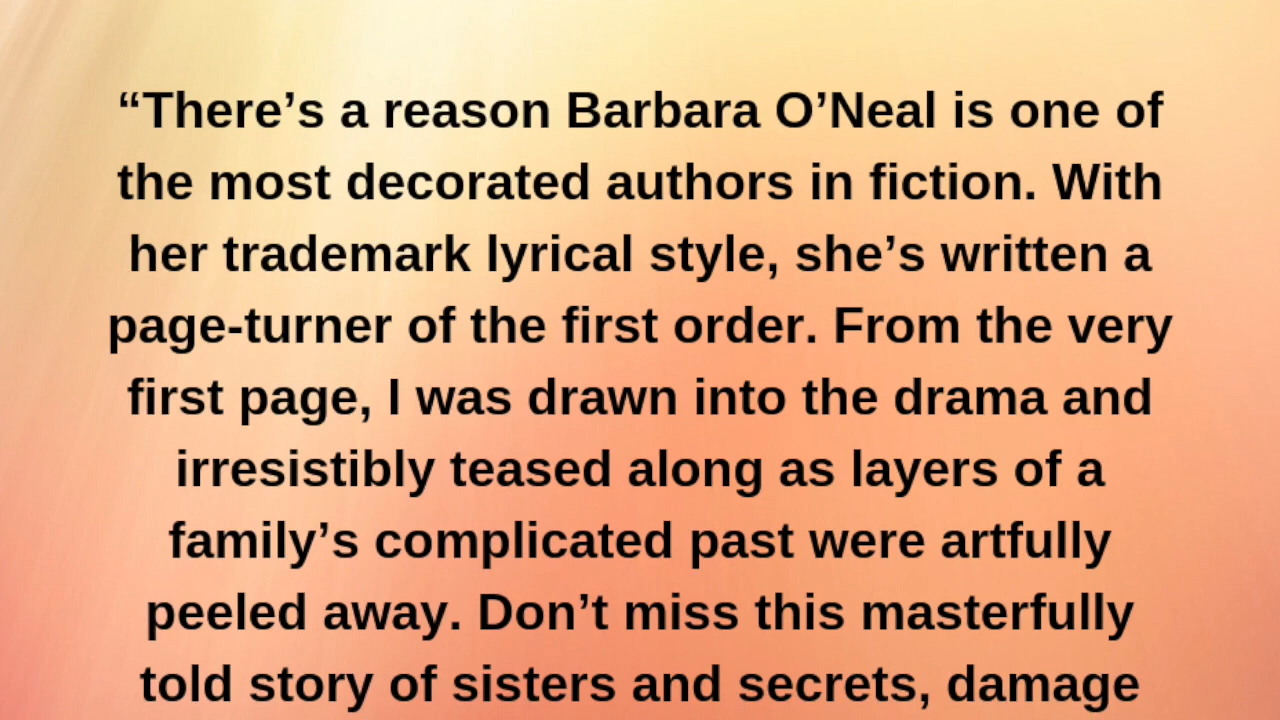 “There’s a reason Barbara O’Neal is one of
the most decorated authors in fiction. With
her trademark lyrical style, she’s written a
page-turner of the first order. From the very
first page, I was drawn into the drama and
irresistibly teased along as layers of a
family’s complicated past were artfully
peeled away. Don’t miss this masterfully
told story of sisters and secrets, damage